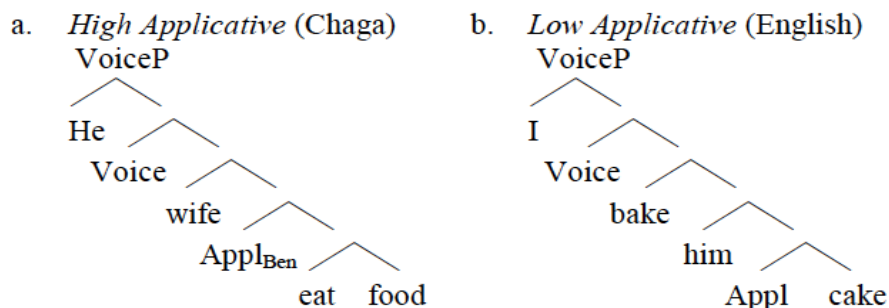 a. High Applicative (Chaga) b. Low Applicative (English)
VoiceP VoiceP
He I
Voice Voice
wife bake
ApplBen him
eat food Appl cake